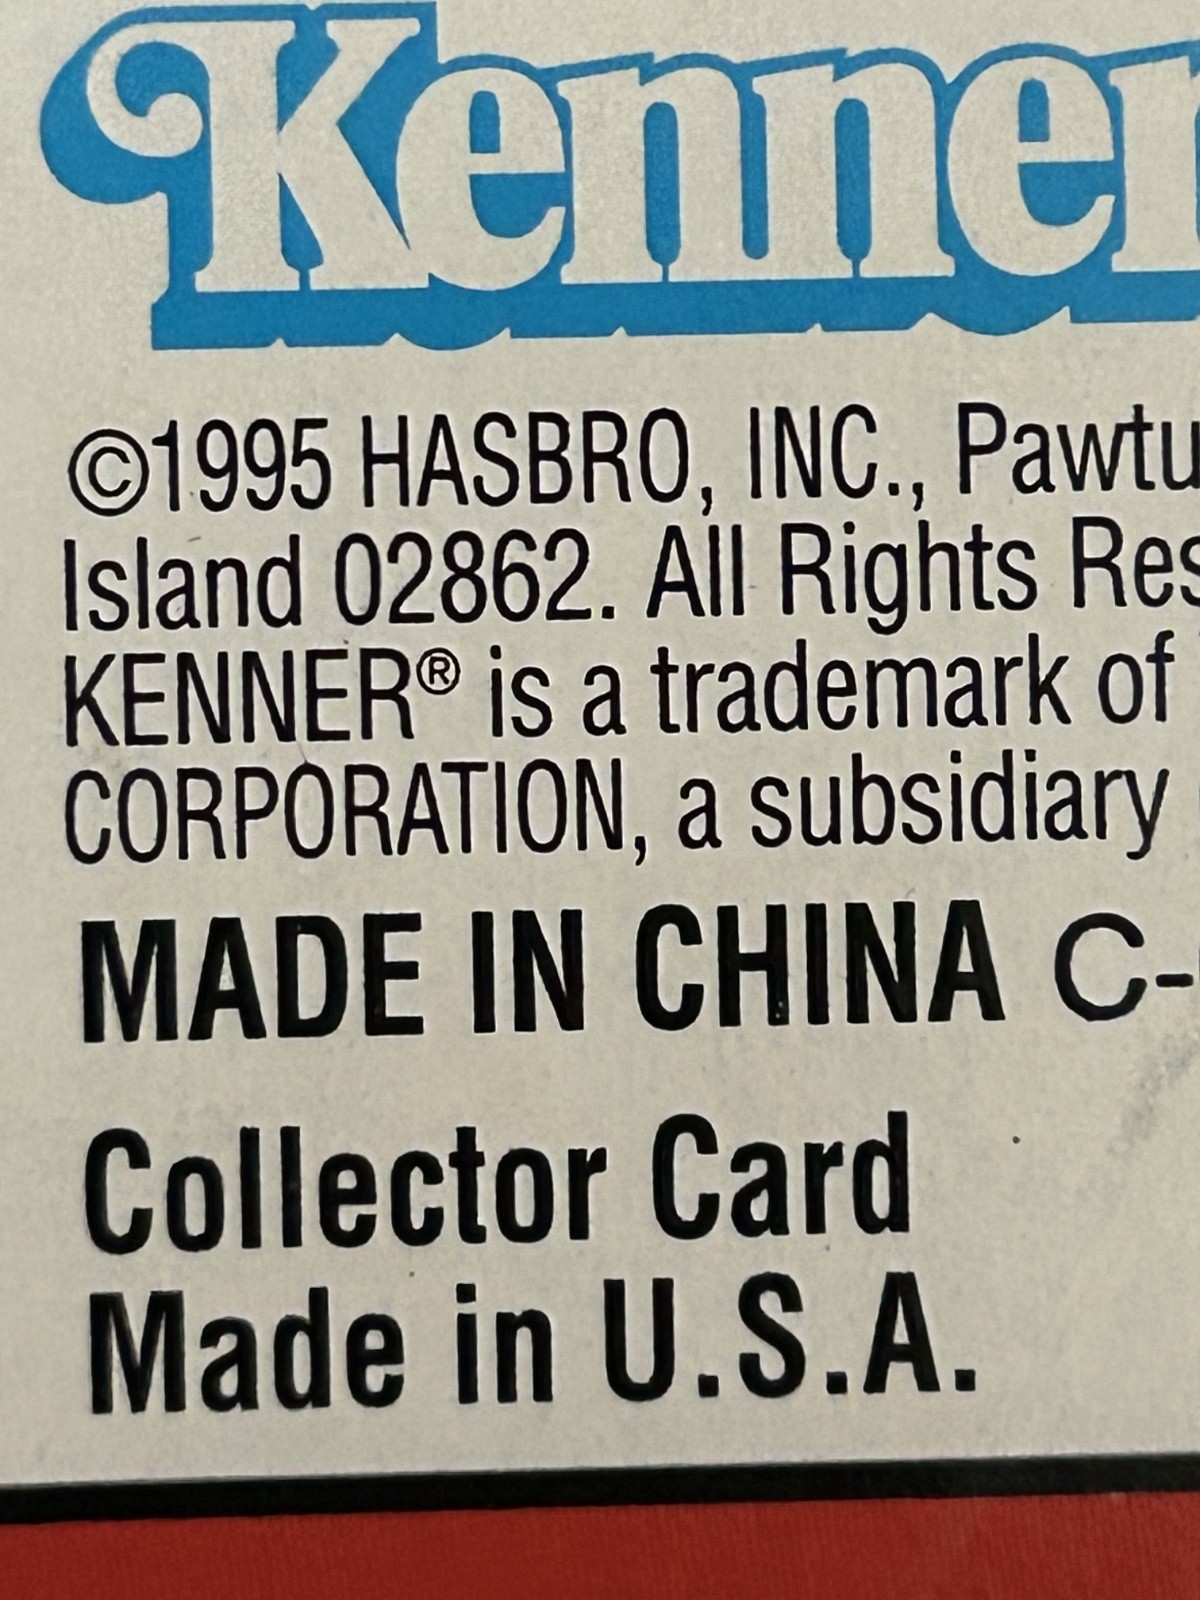 Kenner
©1995 HASBRO, INC., Pawtu
Island 02862. All Rights Res
KENNER® is a trademark of
CORPORATION, a subsidiary
MADE IN CHINA C-
Collector Card
Made in U.S.A.